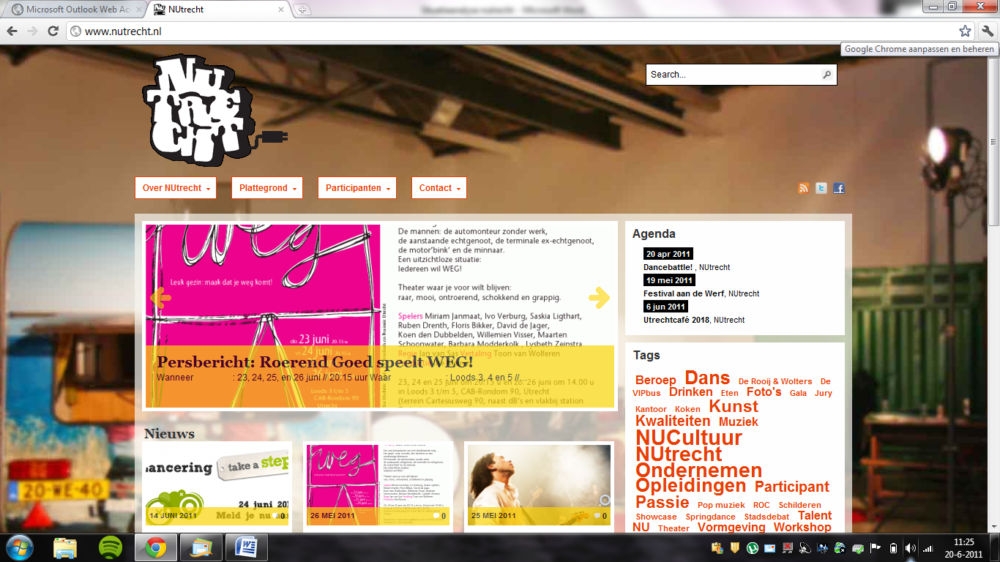 Microsoft Outlook Web Acc
NUtrecht
www.nutrecht.nl
Google Chrome aanpassen en beheren
NUTRECHT
Search...
Over NUtrecht
Plattegrond
Participanten
Contact
weg
Leuk gezin: maak dat je weg komt!
do 23 juni 20.15 u
24 juni
25 juni
26 juni
Loods 3 t/m 5
CAB-Rondom 90
Utrecht
De mannen: de automonteur zonder werk,
de aanstaande echtgenoot, de terminale ex-echtgenoot,
de motor'bink' en de minnaar.
Een uitzichtloze situatie:
Iedereen wil WEG!
Theater waar je voor wilt blijven:
raar, mooi, ontroerend, schokkend en grappig.
Spelers Miriam Janmaat, Ivo Verburg, Saskia Ligthart,
Ruben Drenth, Floris Bikker, David de Jager,
Koen den Dubbelden, Willemien Visser, Maarten
Schoonwater, Barbara Modderkolk, Lysbeth Zeinstra
Regie Jan van Sas Vertaling Toon van Wolferen
Persbericht: Roerend Goed speelt WEG!
Wanneer : 23, 24, 25, en 26 juni // 20:15 uur Waar : Loods 3, 4 en 5 //...
23, 24 en 25 juni om 20:15 u en zo. 26 juni om 14.00 u
in Loods 3 t/m 5, CAB-Rondom 90, Utrecht
(terrein Cartesiusweg 90, naast dB's en vlakbij station
Agenda
20 apr 2011
Dancebattle! , NUtrecht
19 mei 2011
Festival aan de Werf, NUtrecht
6 jun 2011
Utrechtcafé 2018, NUtrecht
Tags
Beroep Dans De Rooij & Wolters De
VIPbus Drinken Eten Foto's Gala Jury
Kantoor Koken Kunst
Kwaliteiten Muziek
NUCultuur
NUtrecht
Ondernemen
Opleidingen Participant
Passie Pop muziek ROC Schilderen
Showcase Springdance Stadsdebat Talent
NU Theater Vormgeving Workshop
Nieuws
ancering
take a step
24 juni 201
Meld je nu aan
14 JUNI 2011 0
weg
26 MEI 2011 0
25 MEI 2011 0
20-WE-40
11:25
20-6-2011